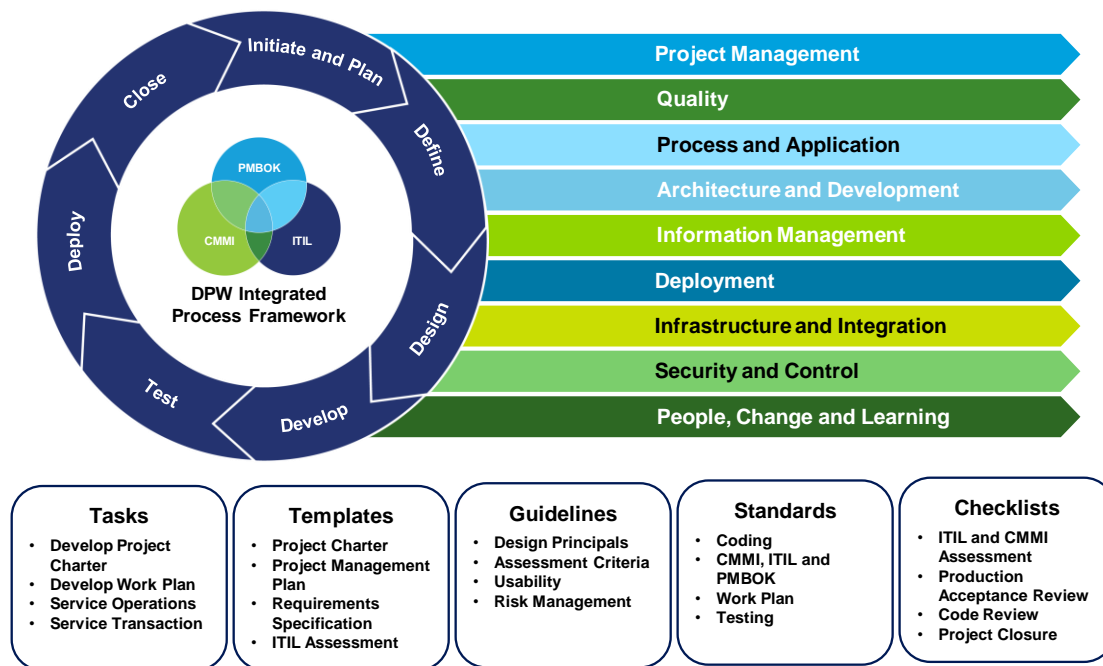 Initiate and Plan
Define
Design
Develop
Test
Deploy
Close
PMBOK
CMMI
ITIL
DPW Integrated
Process Framework
Project Management
Quality
Process and Application
Architecture and Development
Information Management
Deployment
Infrastructure and Integration
Security and Control
People, Change and Learning
Tasks
• Develop Project
Charter
• Develop Work Plan
• Service Operations
• Service Transaction
Templates
• Project Charter
• Project Management
Plan
• Requirements
Specification
• ITIL Assessment
Guidelines
• Design Principals
• Assessment Criteria
• Usability
• Risk Management
Standards
• Coding
• CMMI, ITIL and
PMBOK
• Work Plan
• Testing
Checklists
• ITIL and CMMI
Assessment
• Production
Acceptance Review
• Code Review
• Project Closure